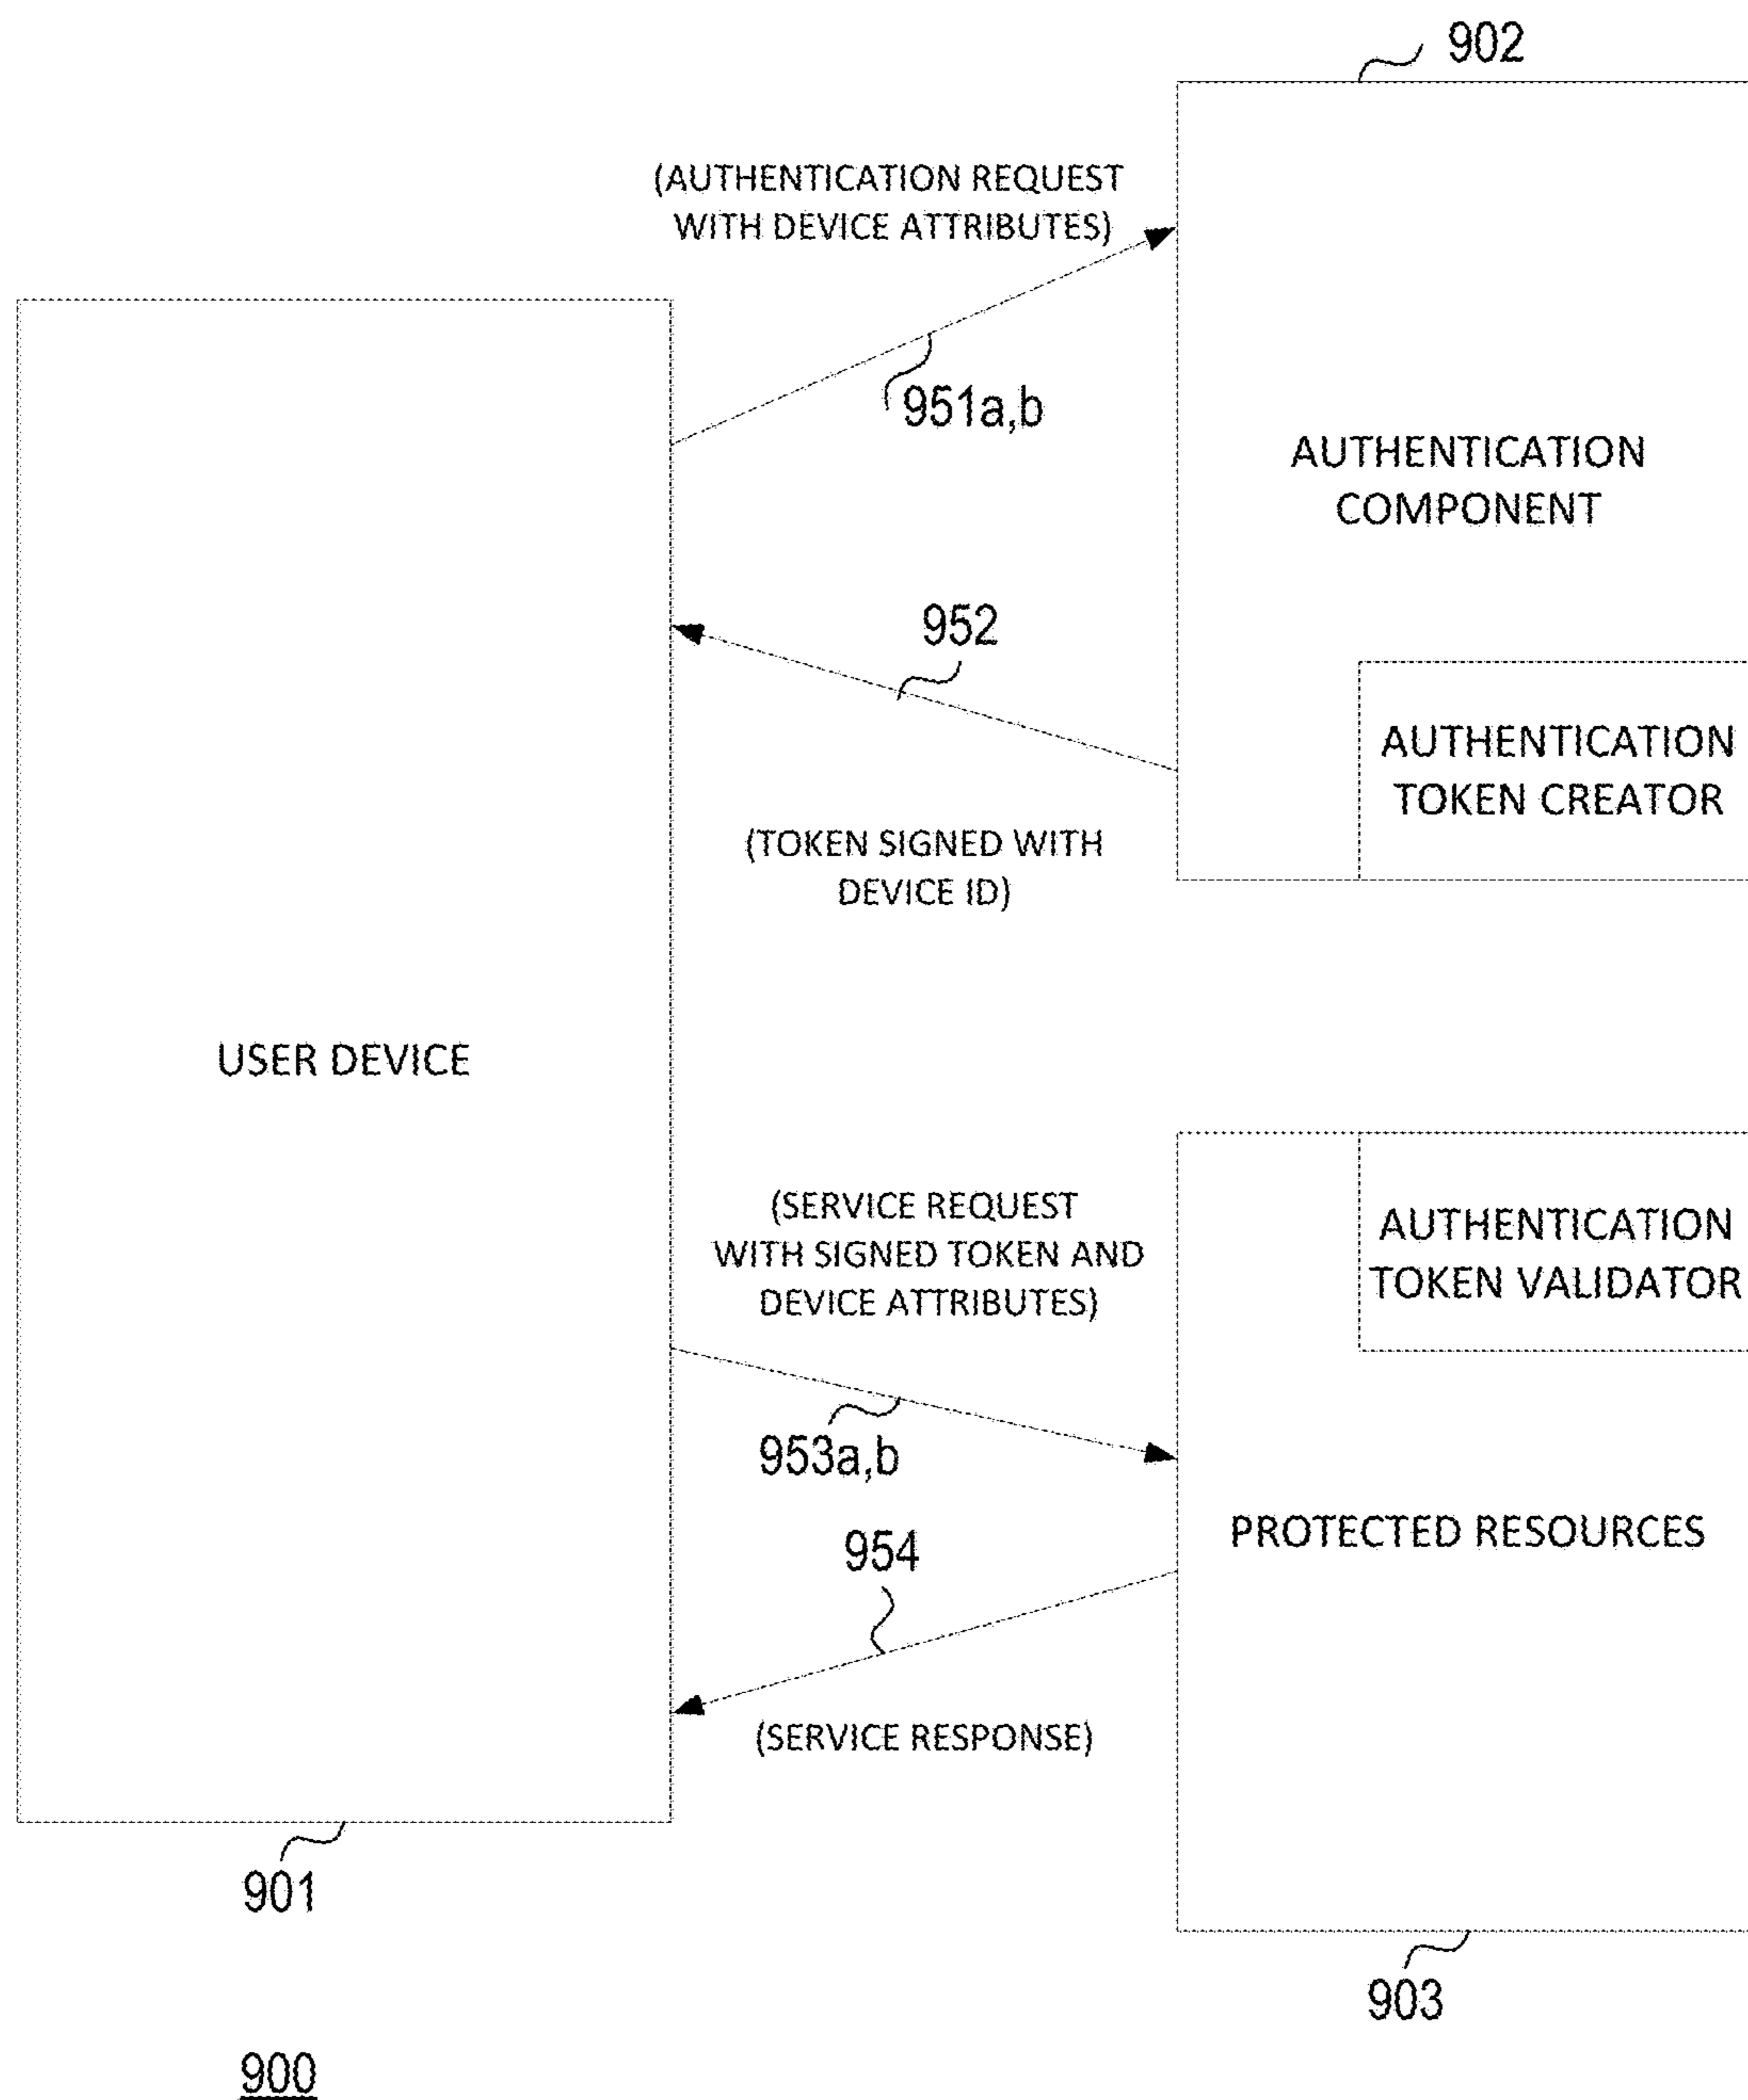 902
(AUTHENTICATION REQUEST
WITH DEVICE ATTRIBUTES)
951a,b
AUTHENTICATION
COMPONENT
952
AUTHENTICATION
TOKEN CREATOR
(TOKEN SIGNED WITH
DEVICE ID)
USER DEVICE
(SERVICE REQUEST
WITH SIGNED TOKEN AND
DEVICE ATTRIBUTES)
AUTHENTICATION
TOKEN VALIDATOR
953a,b
PROTECTED RESOURCES
954
(SERVICE RESPONSE)
901
903
900